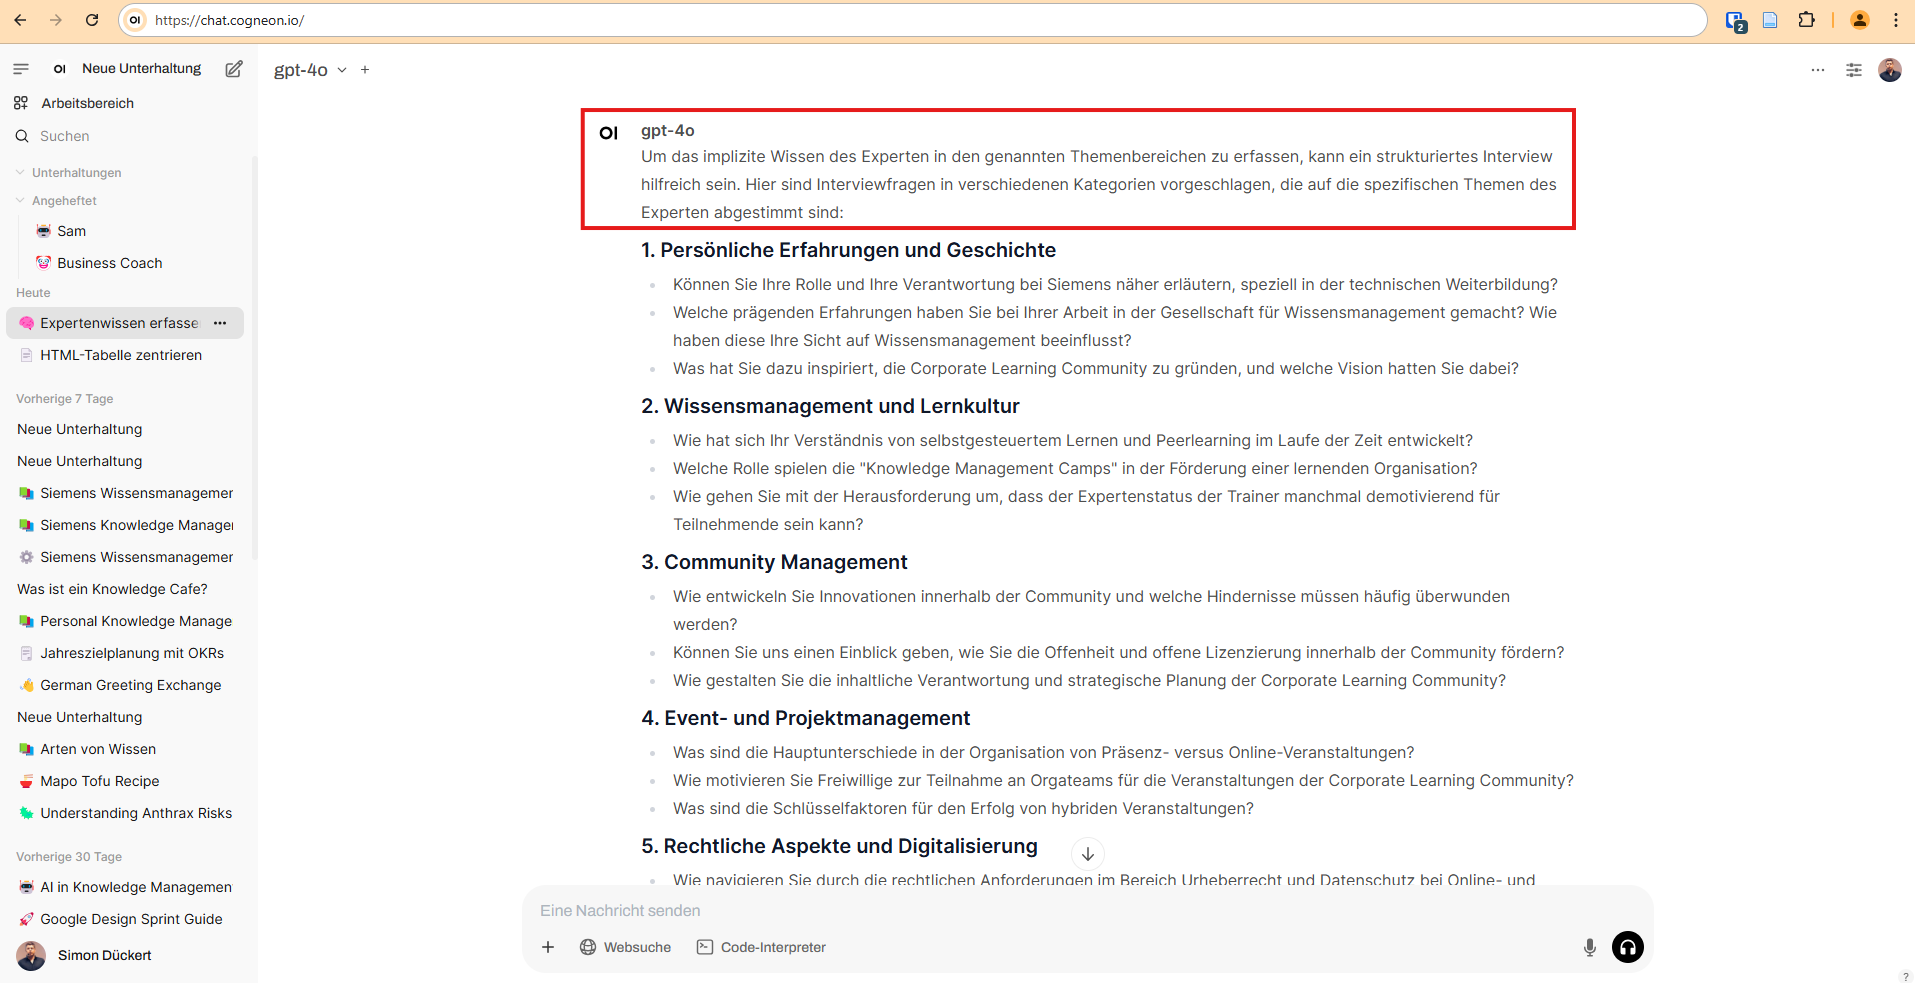 https://chat.cogneon.io/
2
OI Neue Unterhaltung
Arbeitsbereich
Suchen
Unterhaltungen
Angeheftet
Sam
Business Coach
Heute
Expertenwissen erfasse
HTML-Tabelle zentrieren
Vorherige 7 Tage
Neue Unterhaltung
Neue Unterhaltung
Siemens Wissensmanagemen
Siemens Knowledge Manage
Siemens Wissensmanagemen
Was ist ein Knowledge Cafe?
Personal Knowledge Manage
Jahreszielplanung mit OKRs
German Greeting Exchange
Neue Unterhaltung
Arten von Wissen
Mapo Tofu Recipe
Understanding Anthrax Risks
Vorherige 30 Tage
AI in Knowledge Management
Google Design Sprint Guide
Simon Dückert
gpt-4o
OI gpt-4o
Um das implizite Wissen des Experten in den genannten Themenbereichen zu erfassen, kann ein strukturiertes Interview
hilfreich sein. Hier sind Interviewfragen in verschiedenen Kategorien vorgeschlagen, die auf die spezifischen Themen des
Experten abgestimmt sind:
1. Persönliche Erfahrungen und Geschichte
Können Sie Ihre Rolle und Ihre Verantwortung bei Siemens näher erläutern, speziell in der technischen Weiterbildung?
Welche prägenden Erfahrungen haben Sie bei Ihrer Arbeit in der Gesellschaft für Wissensmanagement gemacht? Wie
haben diese Ihre Sicht auf Wissensmanagement beeinflusst?
Was hat Sie dazu inspiriert, die Corporate Learning Community zu gründen, und welche Vision hatten Sie dabei?
2. Wissensmanagement und Lernkultur
Wie hat sich Ihr Verständnis von selbstgesteuertem Lernen und Peerlearning im Laufe der Zeit entwickelt?
Welche Rolle spielen die "Knowledge Management Camps" in der Förderung einer lernenden Organisation?
Wie gehen Sie mit der Herausforderung um, dass der Expertenstatus der Trainer manchmal demotivierend für
Teilnehmende sein kann?
3. Community Management
Wie entwickeln Sie Innovationen innerhalb der Community und welche Hindernisse müssen häufig überwunden
werden?
Können Sie uns einen Einblick geben, wie Sie die Offenheit und offene Lizenzierung innerhalb der Community fördern?
Wie gestalten Sie die inhaltliche Verantwortung und strategische Planung der Corporate Learning Community?
4. Event- und Projektmanagement
Was sind die Hauptunterschiede in der Organisation von Präsenz- versus Online-Veranstaltungen?
Wie motivieren Sie Freiwillige zur Teilnahme an Orgateams für die Veranstaltungen der Corporate Learning Community?
Was sind die Schlüsselfaktoren für den Erfolg von hybriden Veranstaltungen?
5. Rechtliche Aspekte und Digitalisierung
Wie navigieren Sie durch die rechtlichen Anforderungen im Bereich Urheberrecht und Datenschutz bei Online- und
Eine Nachricht senden
Websuche Code-Interpreter
?